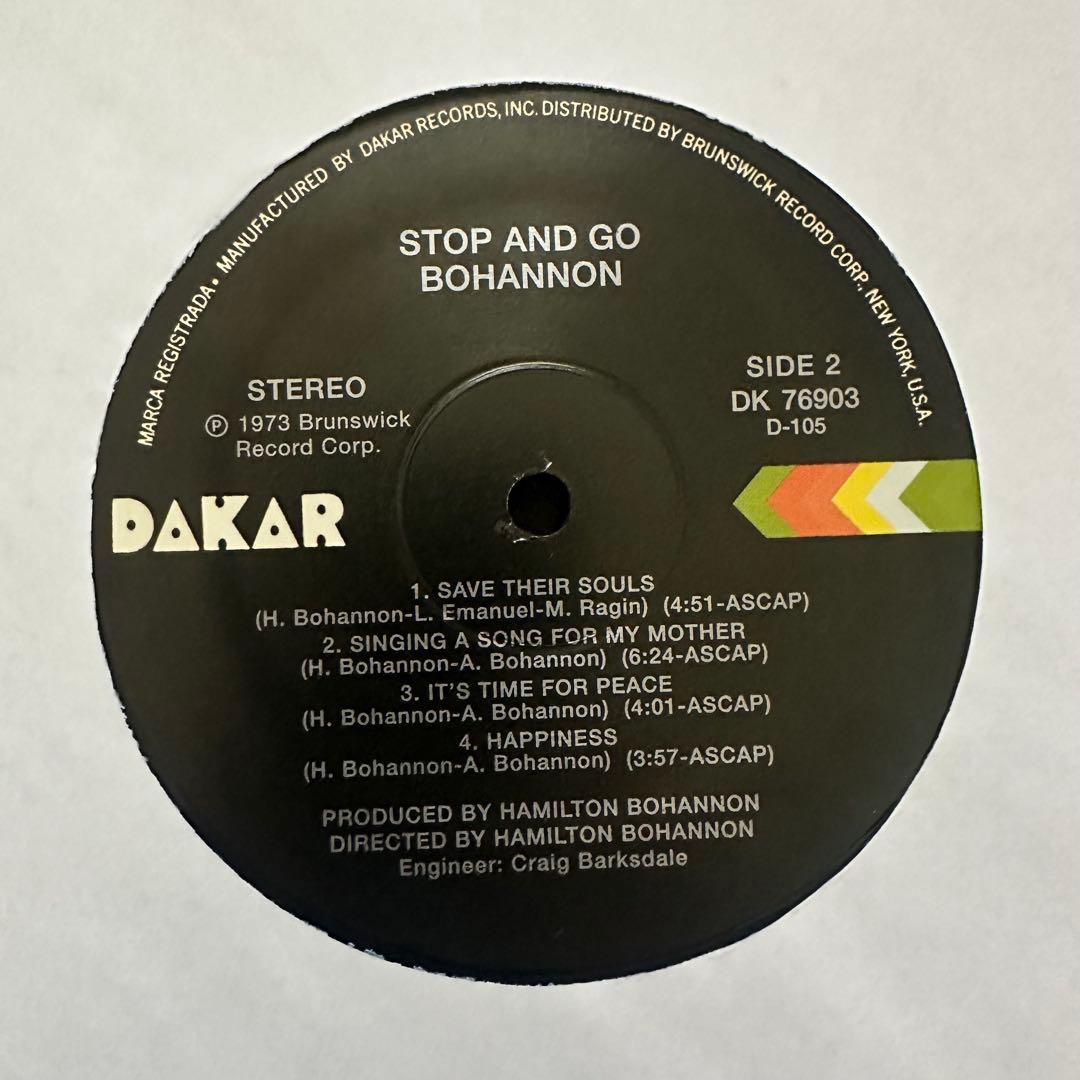 MARCA REGISTRADA • MANUFACTURED BY DAKAR RECORDS, INC. DISTRIBUTED BY BRUNSWICK RECORD CORP., NEW YORK, U.S.A.
STOP AND GO
BOHANNON
STEREO
℗ 1973 Brunswick
Record Corp.
SIDE 2
DK 76903
D-105
DAKAR
1. SAVE THEIR SOULS
(H. Bohannon-L. Emanuel-M. Ragin) (4:51-ASCAP)
2. SINGING A SONG FOR MY MOTHER
(H. Bohannon-A. Bohannon) (6:24-ASCAP)
3. IT'S TIME FOR PEACE
(H. Bohannon-A. Bohannon) (4:01-ASCAP)
4. HAPPINESS
(H. Bohannon-A. Bohannon) (3:57-ASCAP)
PRODUCED BY HAMILTON BOHANNON
DIRECTED BY HAMILTON BOHANNON
Engineer: Craig Barksdale